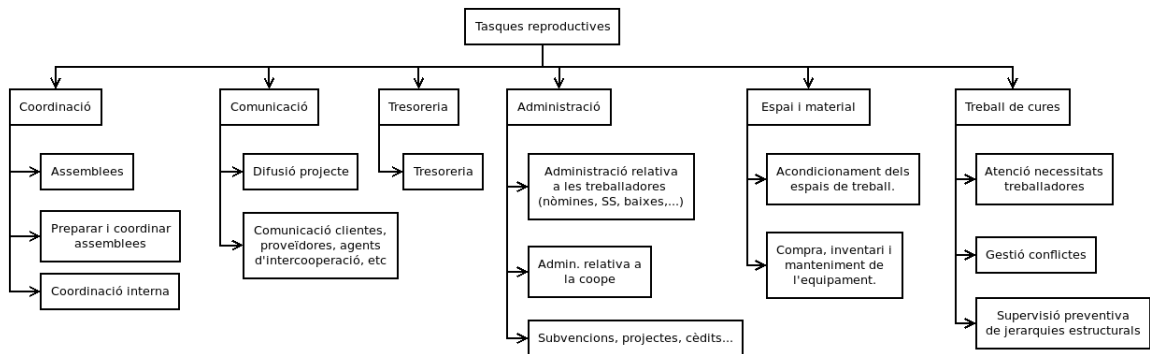 Tasques reproductives
Coordinació
Comunicació
Tresoreria
Administració
Espai i material
Treball de cures
Assemblees
Preparar i coordinar
assemblees
Coordinació interna
Difusió projecte
Comunicació clientes,
proveïdores, agents
d'intercooperació, etc
Tresoreria
Administració relativa
a les treballadores
(nòmines, SS, baixes,...)
Admin. relativa a
la coope
Subvencions, projectes, cèdits...
Acondicionament dels
espais de treball.
Compra, inventari i
manteniment de
l'equipament.
Atenció necessitats
treballadores
Gestió conflictes
Supervisió preventiva
de jerarquies estructurals